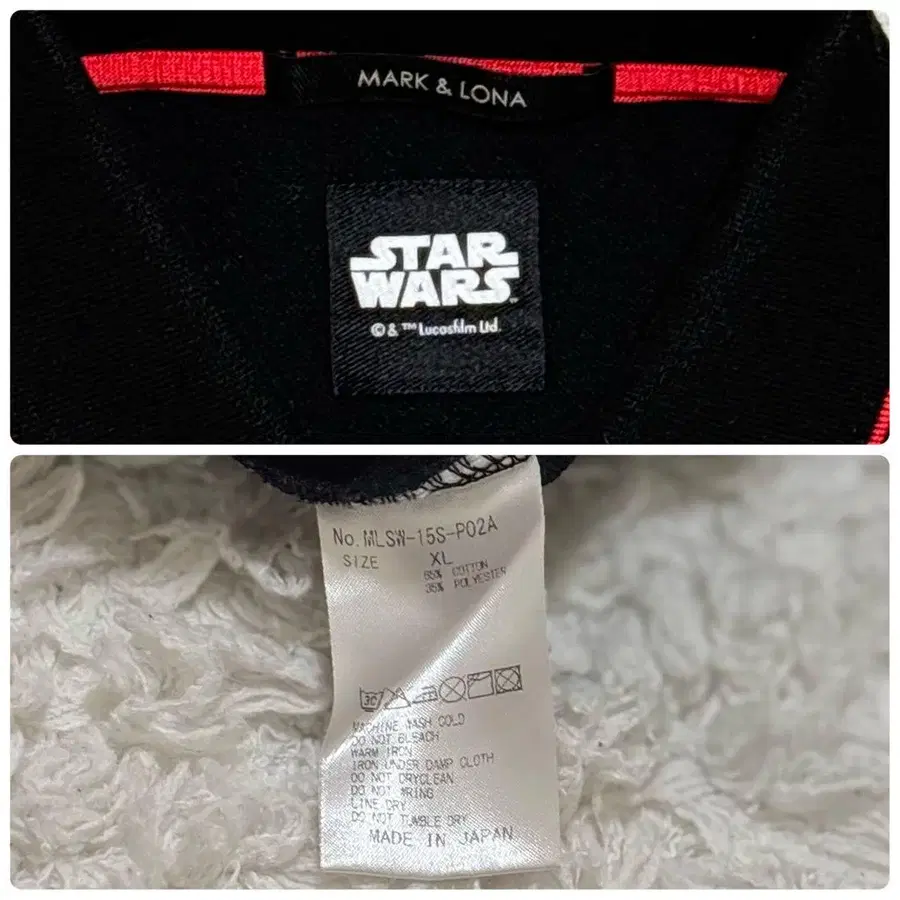 MARK & LONA
STAR
WARS
© & ™ Lucasfilm Ltd.
No. MLSW-15S-P02A
SIZE XL
65% COTTON
35% POLYESTER
30
MACHINE WASH COLD
DO NOT BLEACH
WARM IRON
IRON UNDER DAMP CLOTH
DO NOT DRYCLEAN
DO NOT WRING
LINE DRY
DO NOT TUMBLE DRY
MADE IN JAPAN